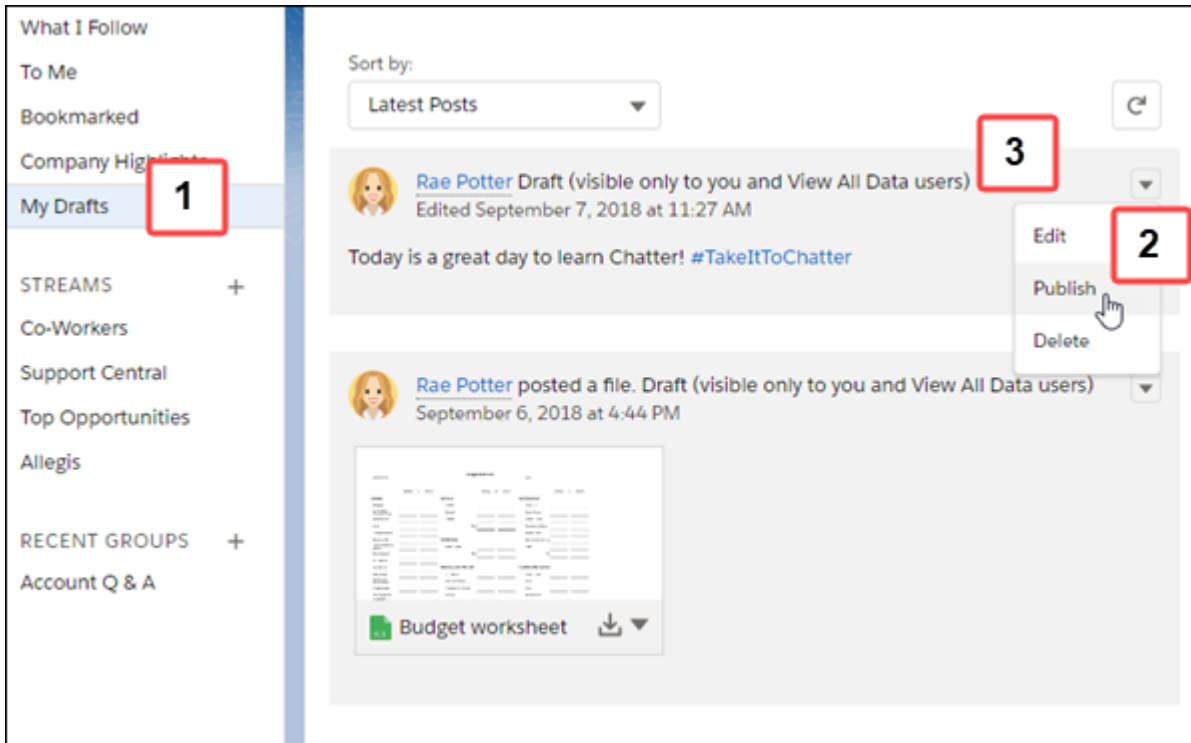 What I Follow
To Me
Bookmarked
Company Highlights
My Drafts
1
STREAMS +
Co-Workers
Support Central
Top Opportunities
Allegis
RECENT GROUPS +
Account Q & A
Sort by:
Latest Posts
3
Rae Potter Draft (visible only to you and View All Data users)
Edited September 7, 2018 at 11:27 AM
Today is a great day to learn Chatter! #TakeItToChatter
Edit
2
Publish
Delete
Rae Potter posted a file. Draft (visible only to you and View All Data users)
September 6, 2018 at 4:44 PM
Budget worksheet